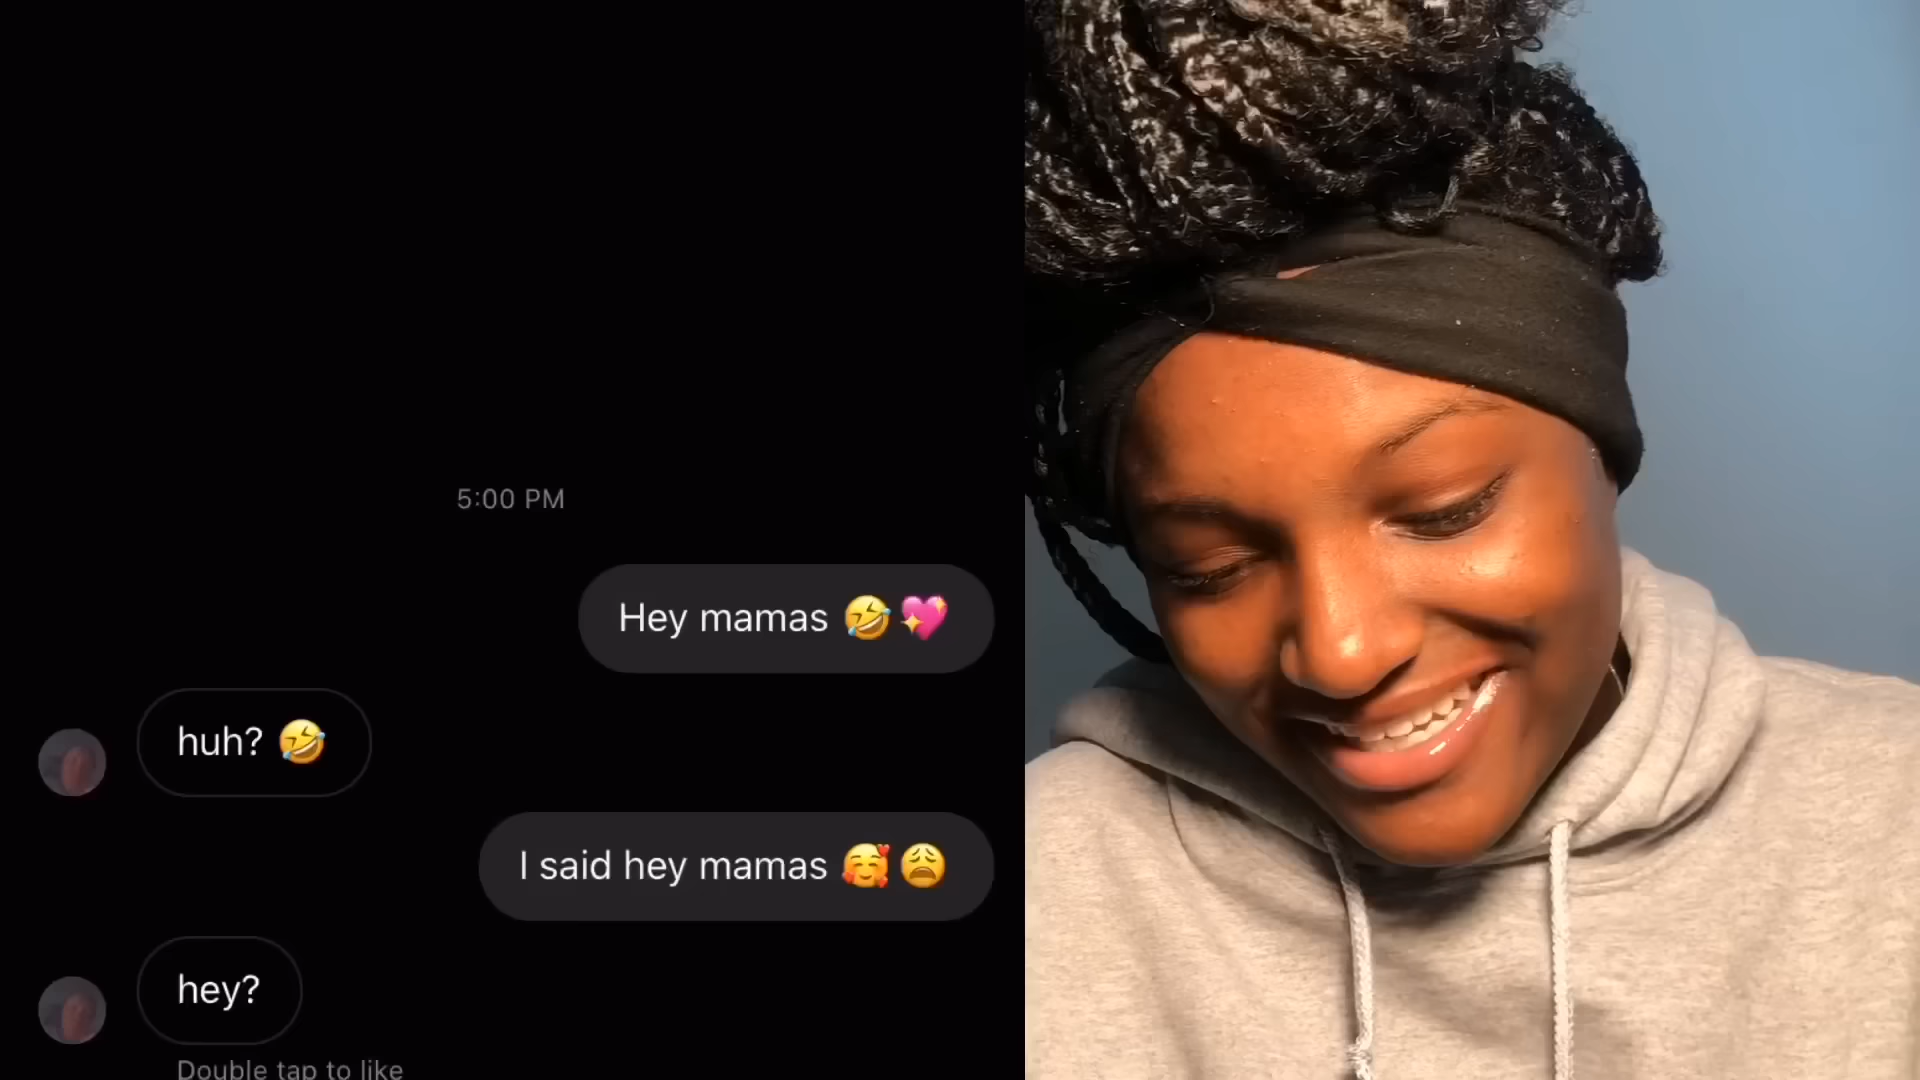 5:00 PM
Hey mamas 🤣💖
huh? 🤣
I said hey mamas 🥰😩
hey?
Double tap to like